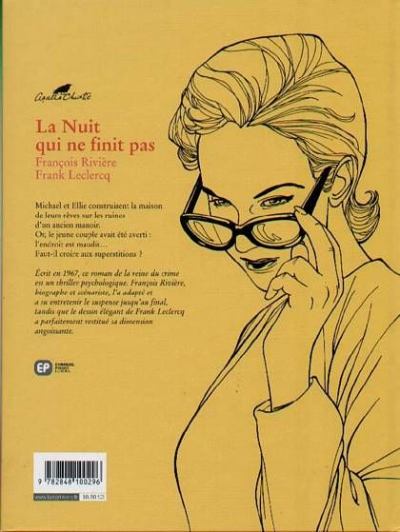 Agatha Christie
La Nuit
qui ne finit pas
François Rivière
Frank Leclercq
Michael et Ellie construisent la maison
de leurs rêves sur les ruines
d'un ancien manoir.
Or, le jeune couple avait été averti :
l'endroit est maudit...
Faut-il croire aux superstitions ?
Écrit en 1967, ce roman de la reine du crime
est un thriller psychologique. François Rivière,
biographe et scénariste, l'a adapté et
a su entretenir le suspense jusqu'au final,
tandis que le dessin élégant de Frank Leclercq
a parfaitement restitué sa dimension
angoissante.
EP
EMMANUEL
PROUST
9 782848 100296